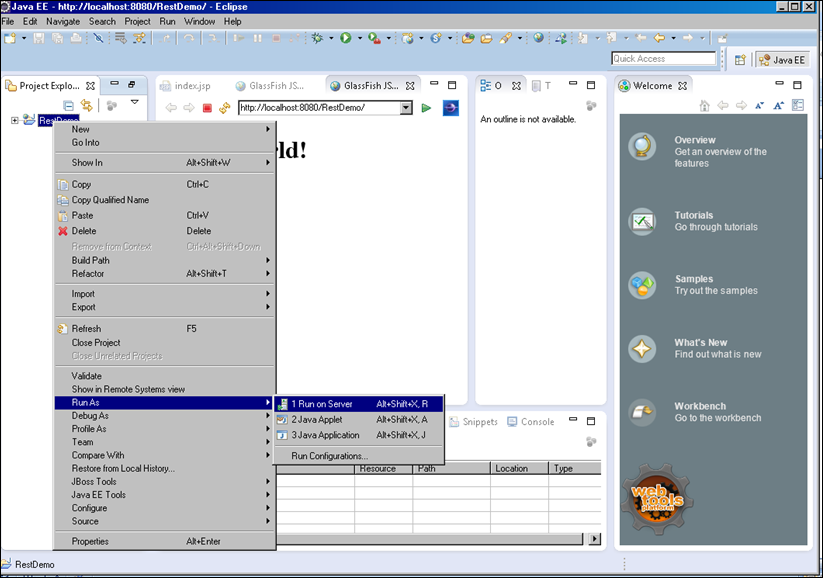 Java EE - http://localhost:8080/RestDemo/ - Eclipse
File Edit Navigate Search Project Run Window Help
Quick Access
Java EE
Project Explo...
index.jsp
GlassFish JS...
GlassFish JS...
O
T
Welcome
http://localhost:8080/RestDemo/
RestDemo
ld!
An outline is not available.
New
Go Into
Show In Alt+Shift+W
Copy Ctrl+C
Copy Qualified Name
Paste Ctrl+V
Delete Delete
Remove from Context Ctrl+Alt+Shift+Down
Build Path
Refactor Alt+Shift+T
Import
Export
Refresh F5
Close Project
Close Unrelated Projects
Validate
Show in Remote Systems view
Run As
Debug As
Profile As
Team
Compare With
Restore from Local History...
JBoss Tools
Java EE Tools
Configure
Source
Properties Alt+Enter
1 Run on Server Alt+Shift+X, R
2 Java Applet Alt+Shift+X, A
3 Java Application Alt+Shift+X, J
Run Configurations...
Snippets
Console
Resource Path Location Type
Overview
Get an overview of the
features
Tutorials
Go through tutorials
Samples
Try out the samples
What's New
Find out what is new
Workbench
Go to the workbench
web
tools
platform
RestDemo